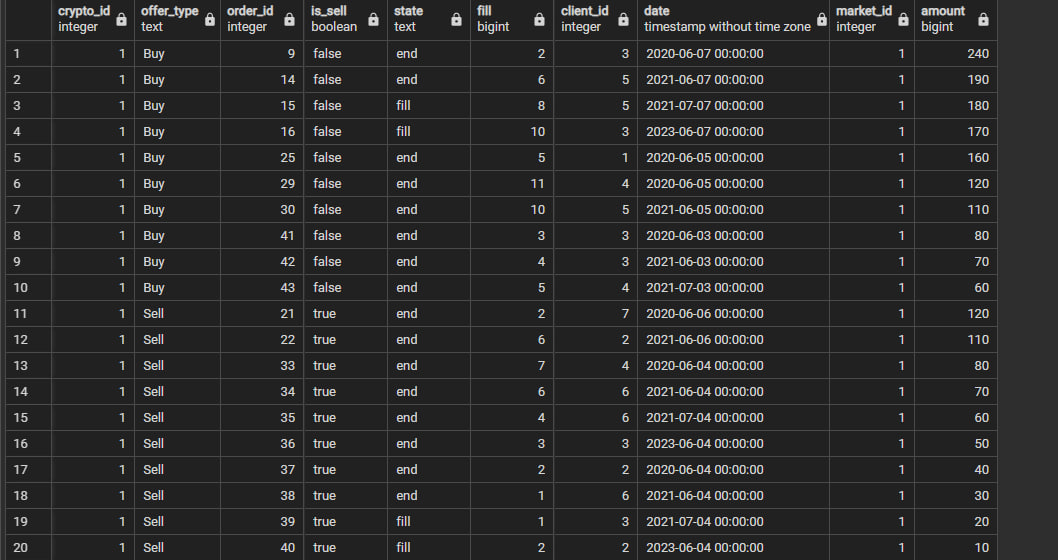 crypto_id offer_type order_id is_sell state fill client_id date market_id amount
integer text integer boolean text bigint integer timestamp without time zone integer bigint
1 1 Buy 9 false end 2 3 2020-06-07 00:00:00 1 240
2 1 Buy 14 false end 6 5 2021-06-07 00:00:00 1 190
3 1 Buy 15 false fill 8 5 2021-07-07 00:00:00 1 180
4 1 Buy 16 false fill 10 3 2023-06-07 00:00:00 1 170
5 1 Buy 25 false end 5 1 2020-06-05 00:00:00 1 160
6 1 Buy 29 false end 11 4 2020-06-05 00:00:00 1 120
7 1 Buy 30 false end 10 5 2021-06-05 00:00:00 1 110
8 1 Buy 41 false end 3 3 2020-06-03 00:00:00 1 80
9 1 Buy 42 false end 4 3 2021-06-03 00:00:00 1 70
10 1 Buy 43 false end 5 4 2021-07-03 00:00:00 1 60
11 1 Sell 21 true end 2 7 2020-06-06 00:00:00 1 120
12 1 Sell 22 true end 6 2 2021-06-06 00:00:00 1 110
13 1 Sell 33 true end 7 4 2020-06-04 00:00:00 1 80
14 1 Sell 34 true end 6 6 2021-06-04 00:00:00 1 70
15 1 Sell 35 true end 4 6 2021-07-04 00:00:00 1 60
16 1 Sell 36 true end 3 3 2023-06-04 00:00:00 1 50
17 1 Sell 37 true end 2 2 2020-06-04 00:00:00 1 40
18 1 Sell 38 true end 1 6 2021-06-04 00:00:00 1 30
19 1 Sell 39 true fill 1 3 2021-07-04 00:00:00 1 20
20 1 Sell 40 true fill 2 2 2023-06-04 00:00:00 1 10